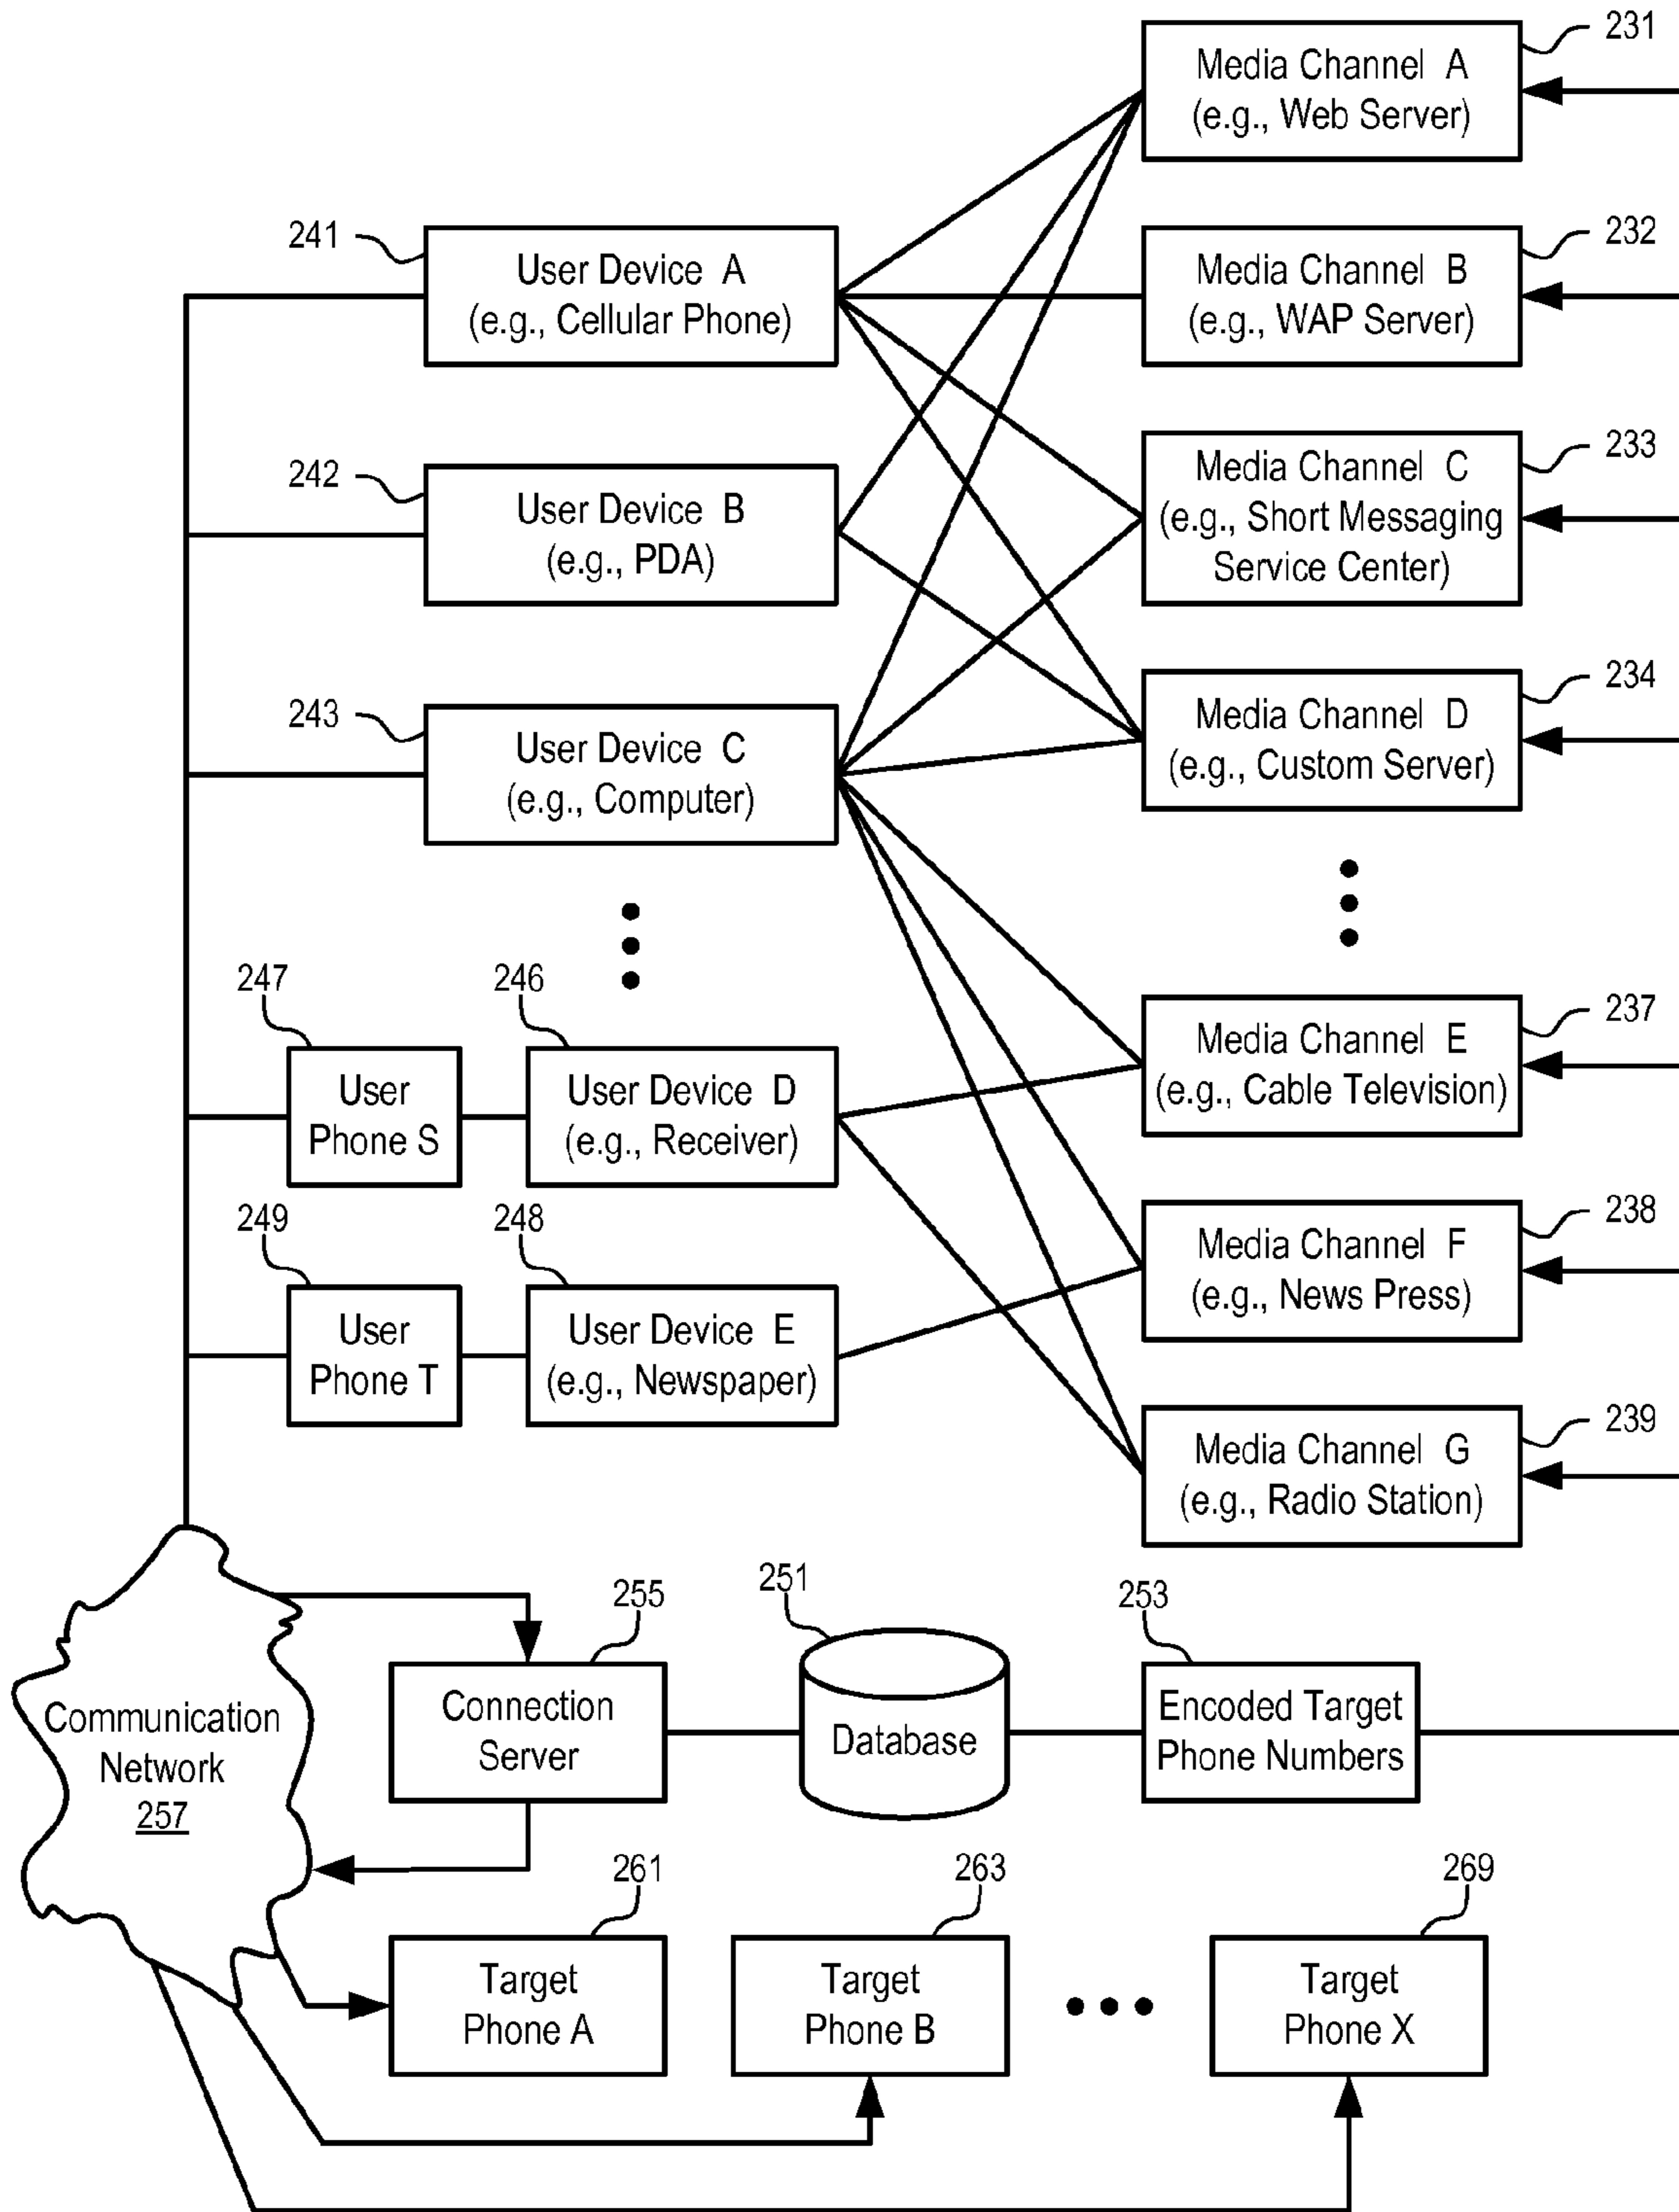 231
Media Channel A
(e.g., Web Server)
241
User Device A
(e.g., Cellular Phone)
232
Media Channel B
(e.g., WAP Server)
242
User Device B
(e.g., PDA)
233
Media Channel C
(e.g., Short Messaging
Service Center)
243
User Device C
(e.g., Computer)
234
Media Channel D
(e.g., Custom Server)
247
User
Phone S
246
User Device D
(e.g., Receiver)
237
Media Channel E
(e.g., Cable Television)
249
User
Phone T
248
User Device E
(e.g., Newspaper)
238
Media Channel F
(e.g., News Press)
239
Media Channel G
(e.g., Radio Station)
Communication
Network
257
255
Connection
Server
251
Database
253
Encoded Target
Phone Numbers
261
Target
Phone A
263
Target
Phone B
269
Target
Phone X